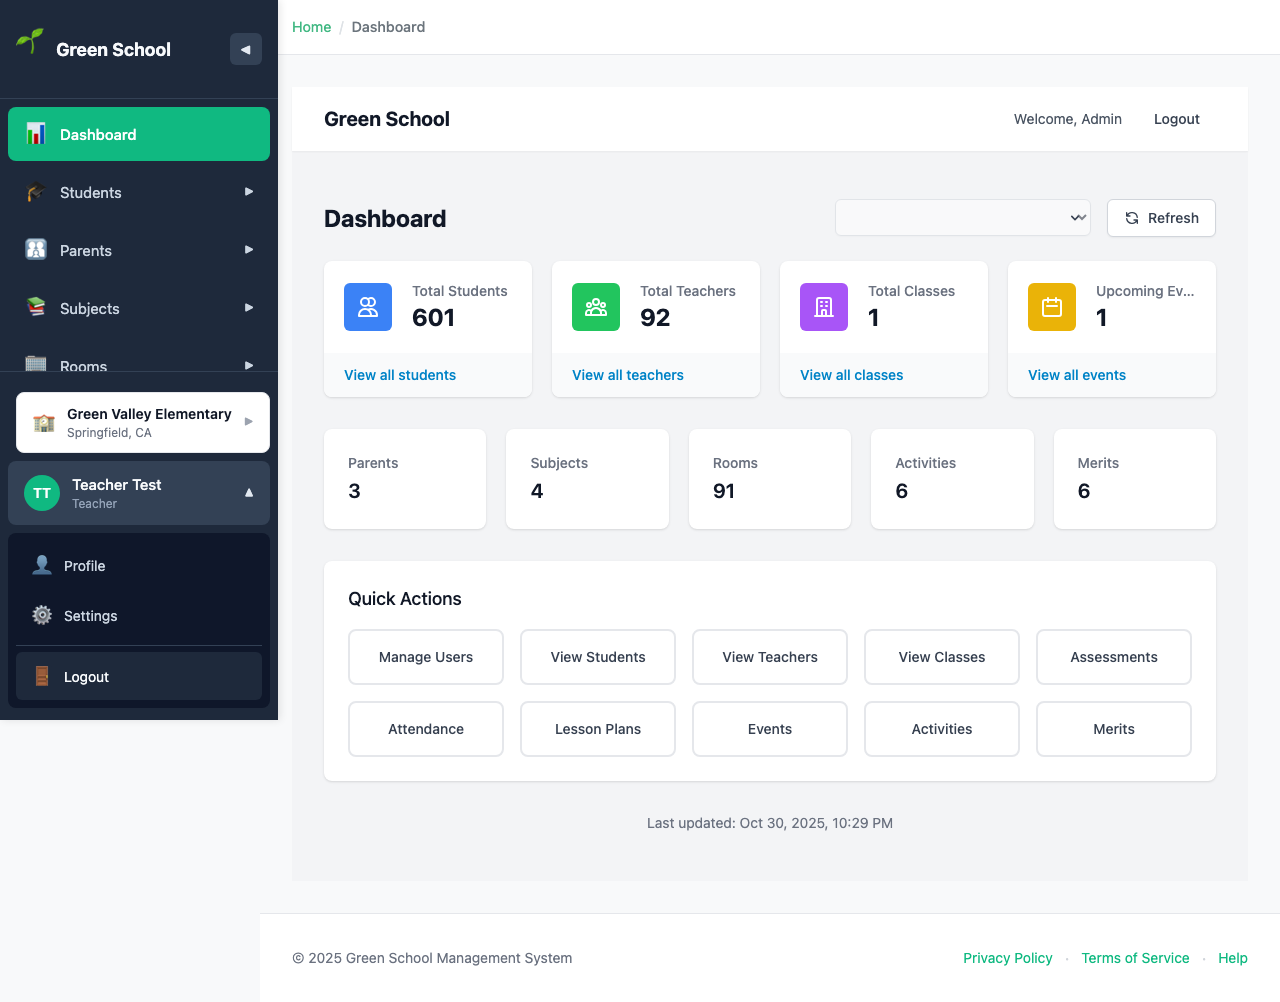 Green School
Home / Dashboard
Dashboard
Students
Parents
Subjects
Rooms
Green Valley Elementary
Springfield, CA
TT
Teacher Test
Teacher
Profile
Settings
Logout
Green School
Welcome, Admin
Logout
Dashboard
Refresh
Total Students
601
View all students
Total Teachers
92
View all teachers
Total Classes
1
View all classes
Upcoming Ev...
1
View all events
Parents
3
Subjects
4
Rooms
91
Activities
6
Merits
6
Quick Actions
Manage Users
View Students
View Teachers
View Classes
Assessments
Attendance
Lesson Plans
Events
Activities
Merits
Last updated: Oct 30, 2025, 10:29 PM
© 2025 Green School Management System
Privacy Policy · Terms of Service · Help